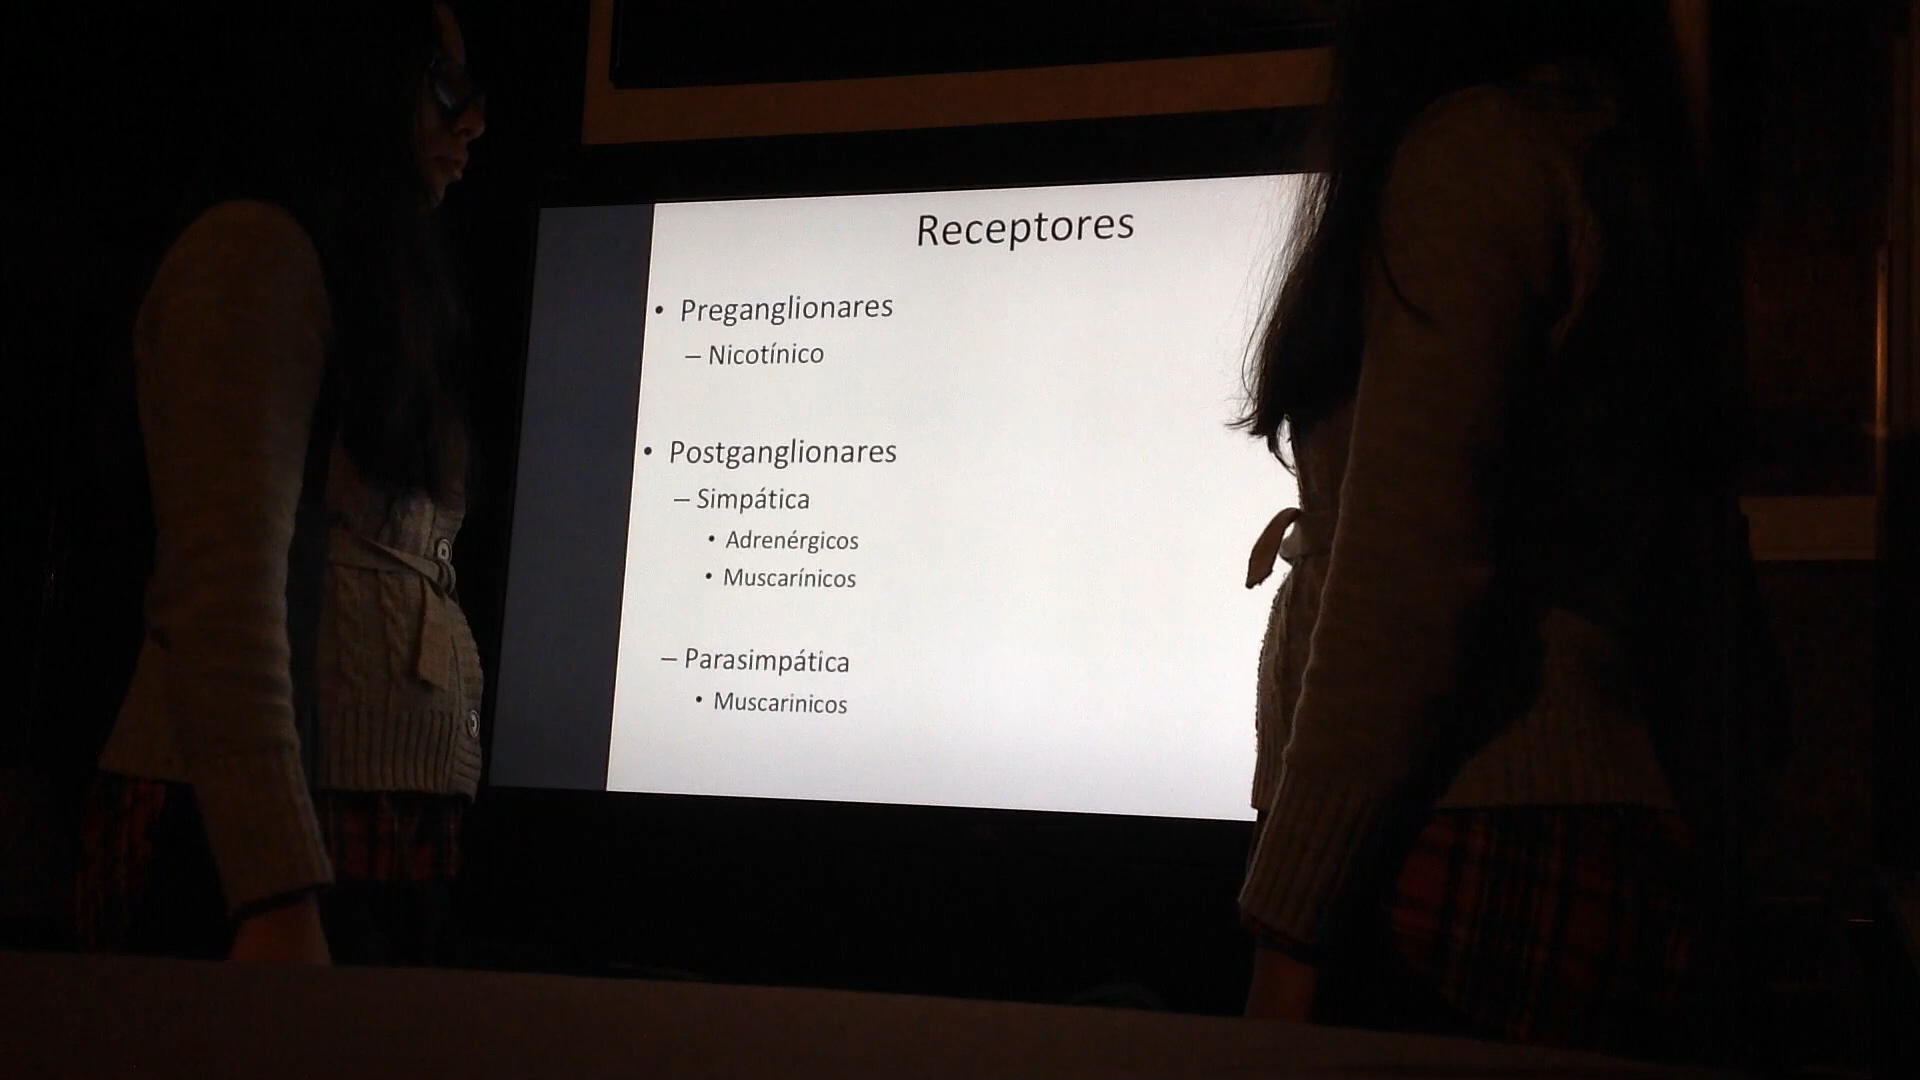 Receptores
• Preganglionares
– Nicotínico
• Postganglionares
– Simpática
• Adrenérgicos
• Muscarínicos
– Parasimpática
• Muscarinicos